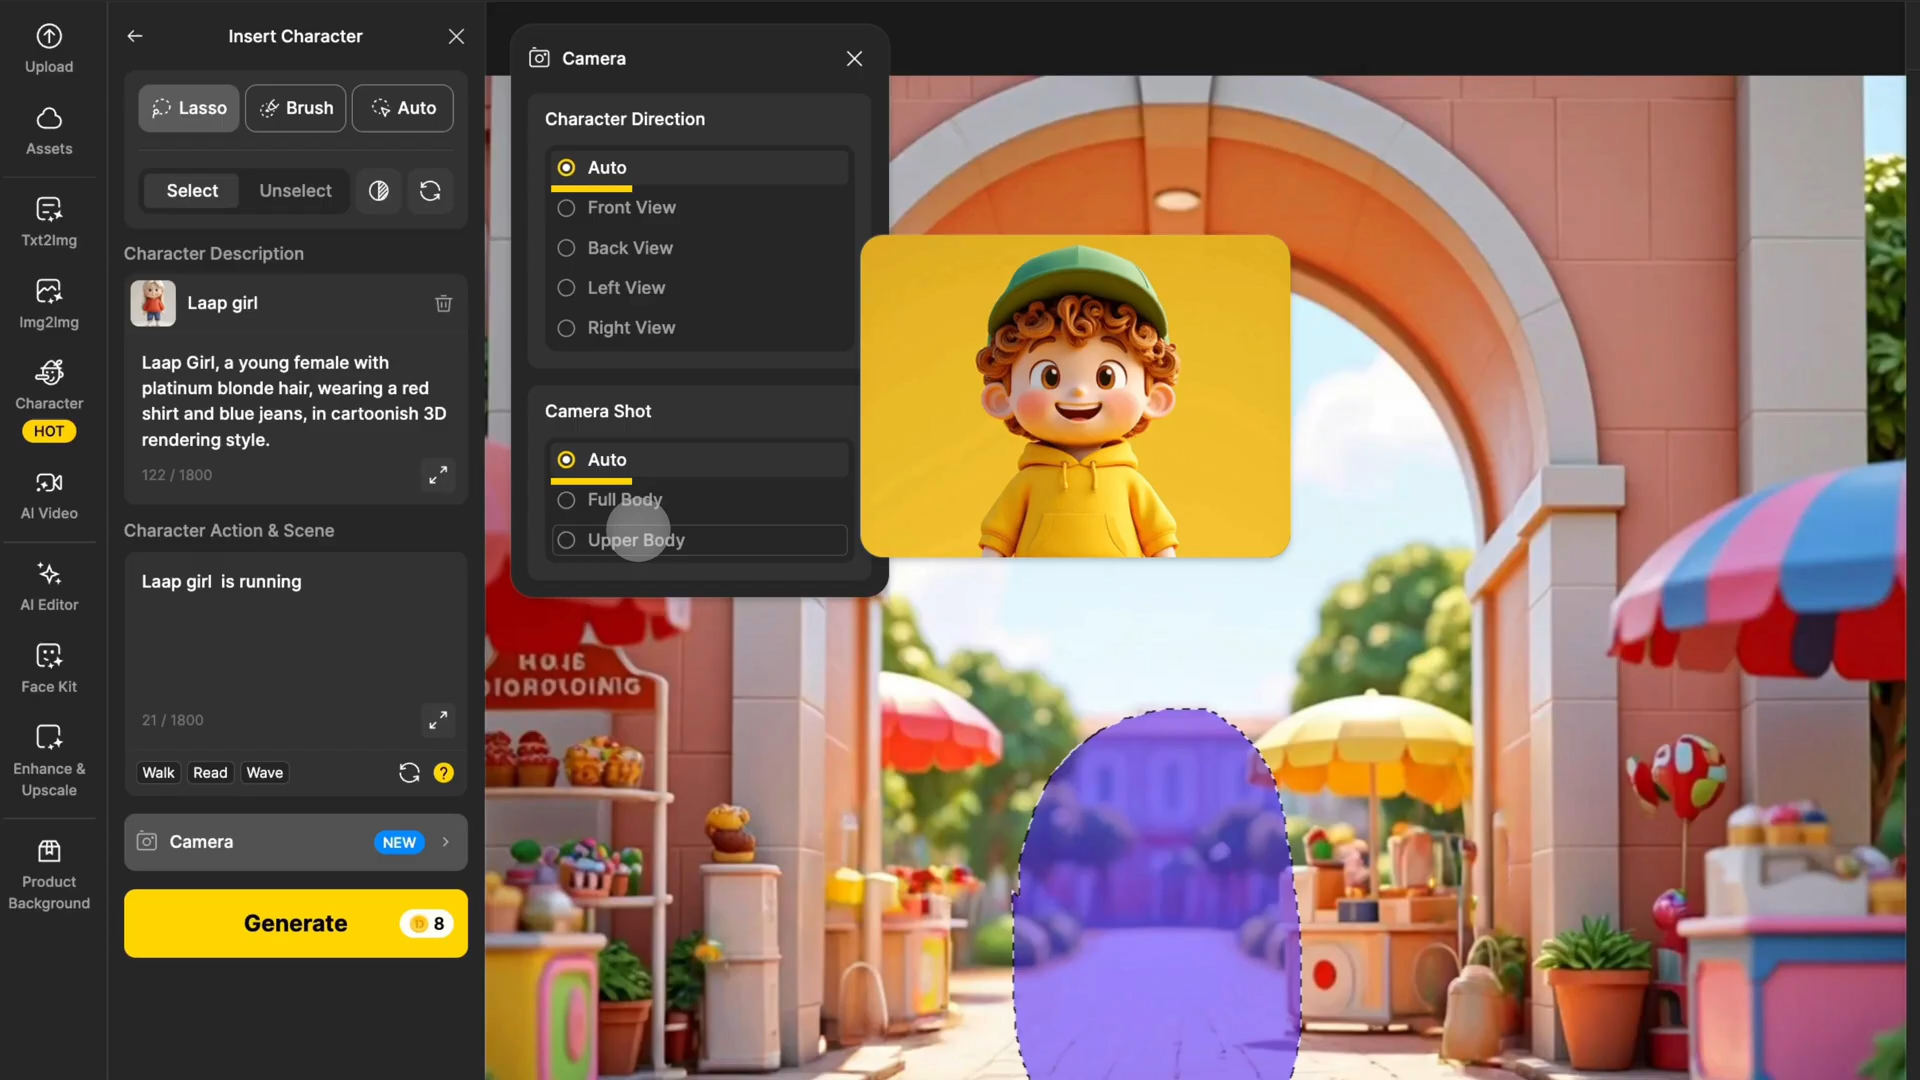 Upload
Assets
Txt2Img
Img2Img
Character
HOT
AI Video
AI Editor
Face Kit
Enhance &
Upscale
Product
Background
Insert Character
Lasso
Brush
Auto
Select
Unselect
Character Description
Laap girl
Laap Girl, a young female with
platinum blonde hair, wearing a red
shirt and blue jeans, in cartoonish 3D
rendering style.
122 / 1800
Character Action & Scene
Laap girl is running
21 / 1800
Walk
Read
Wave
?
Camera
NEW
Generate
8
Camera
Character Direction
Auto
Front View
Back View
Left View
Right View
Camera Shot
Auto
Full Body
Upper Body